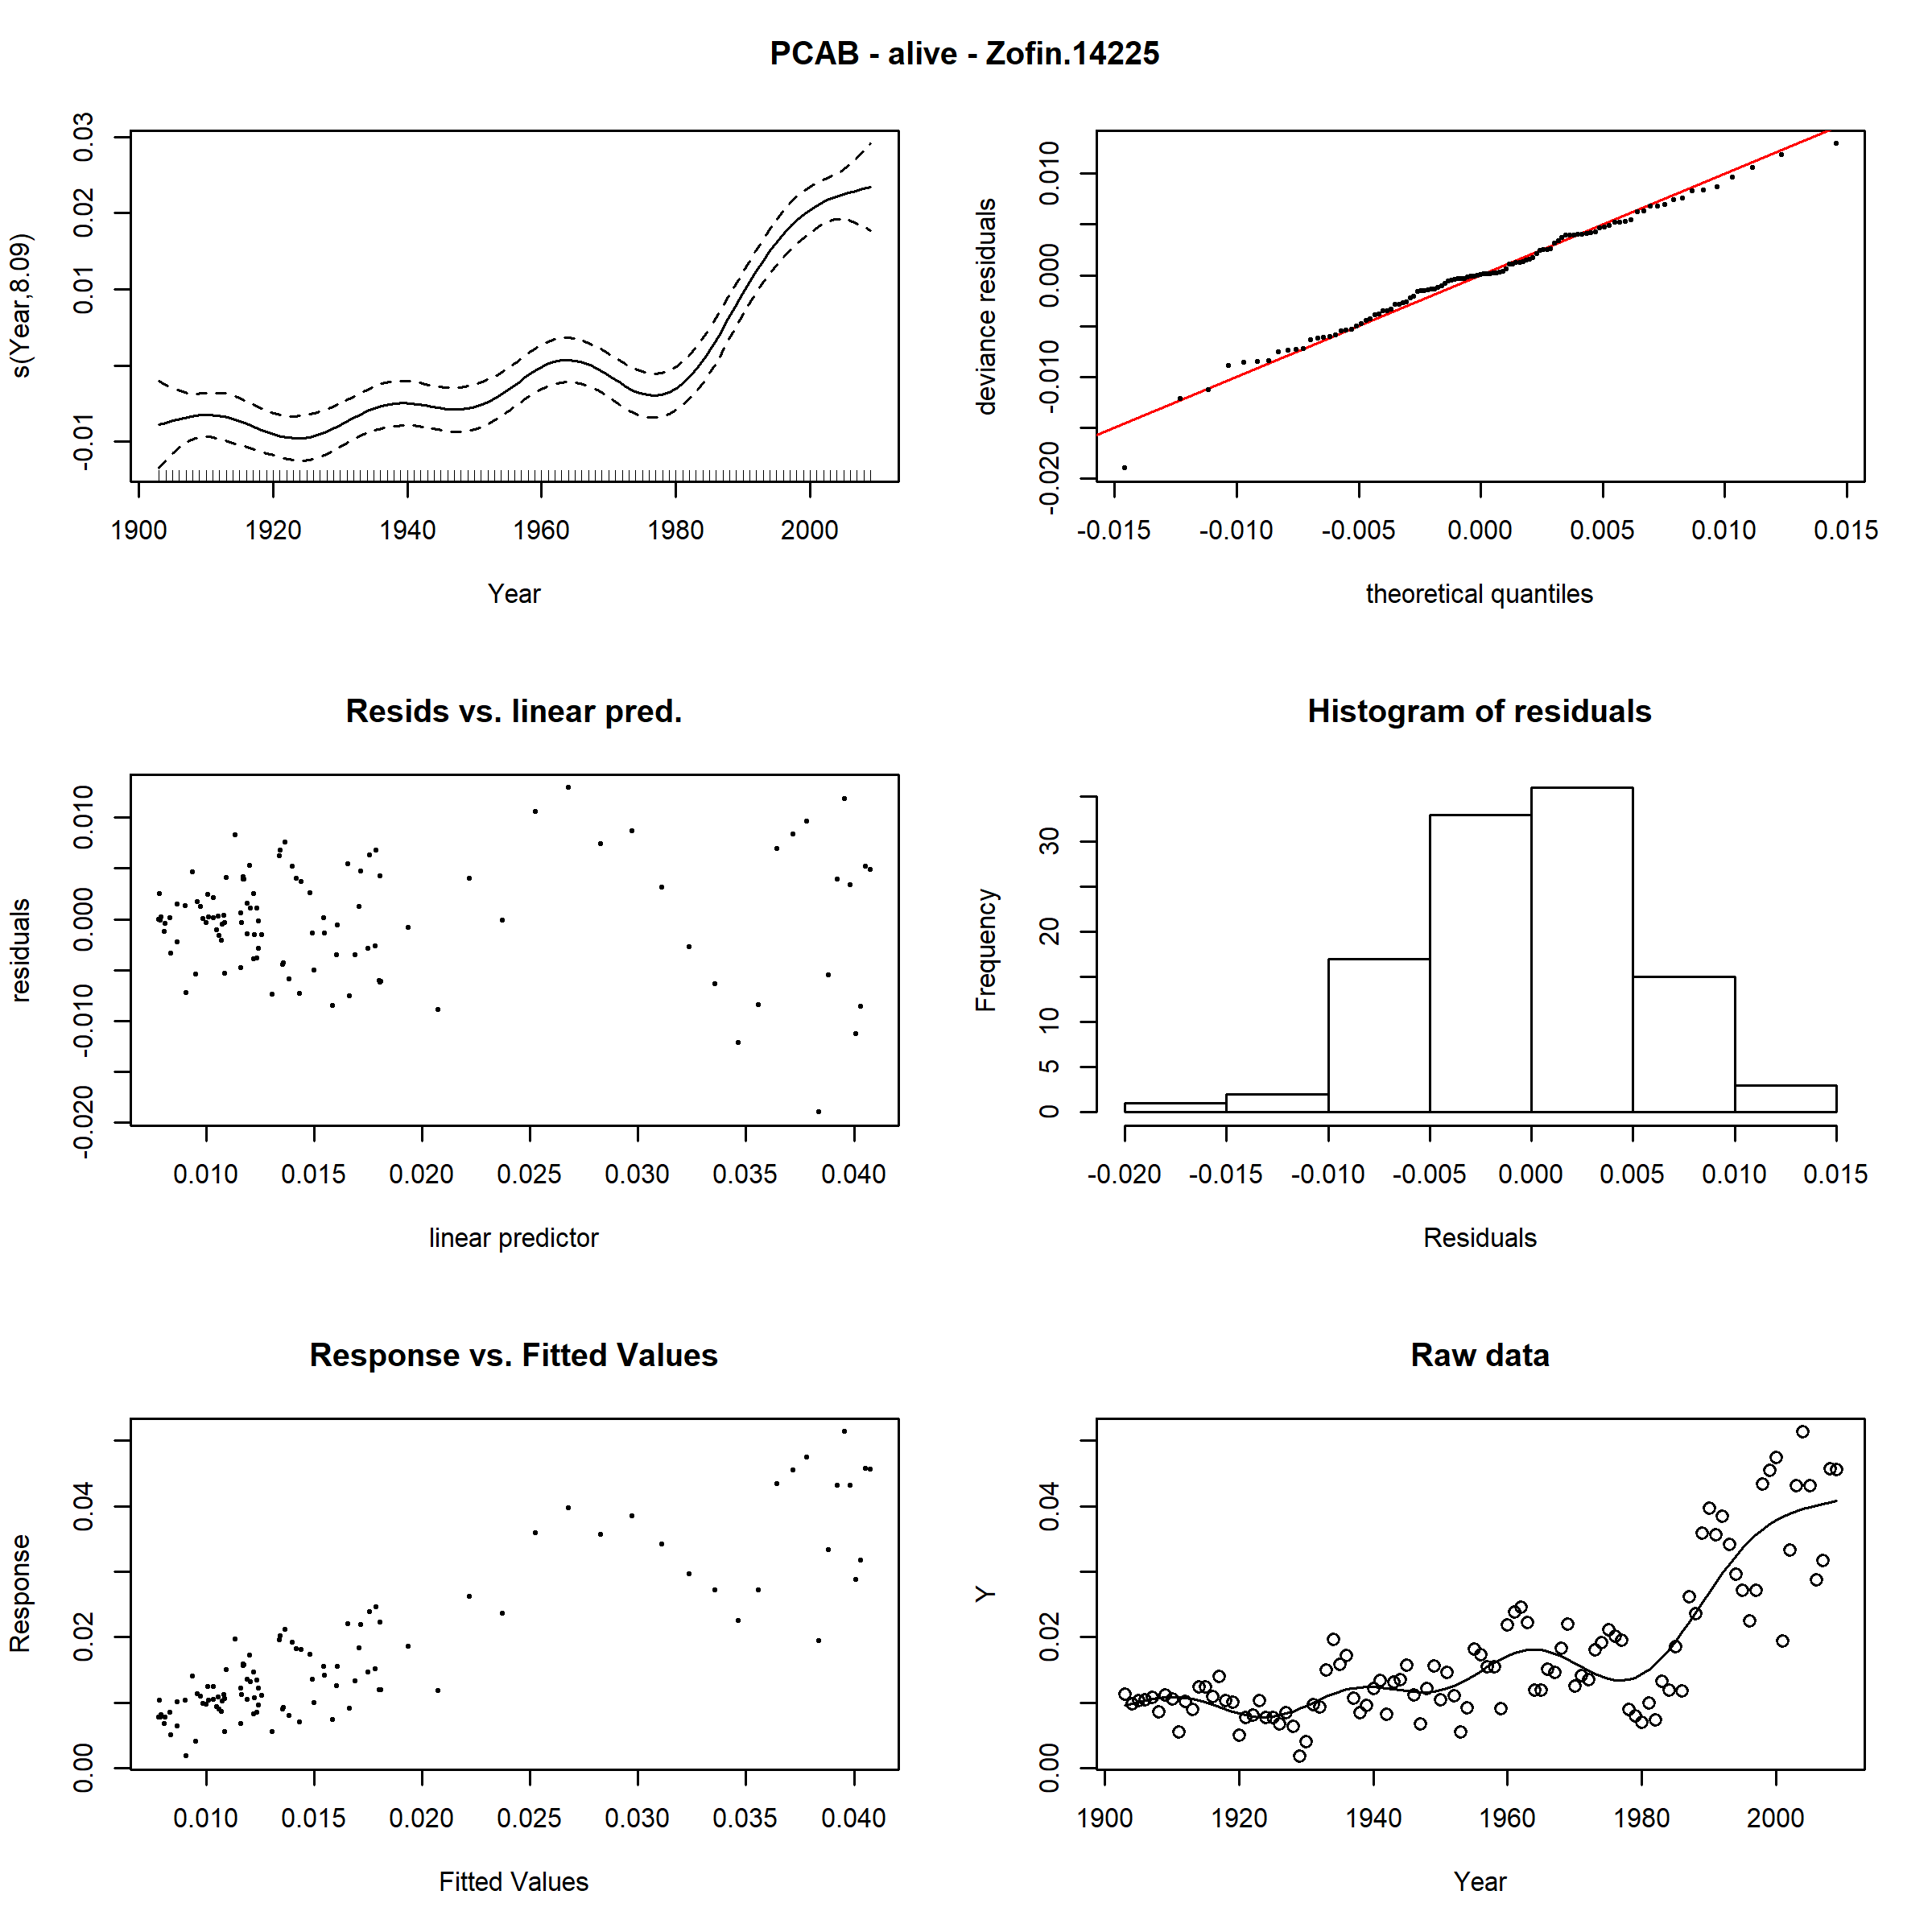 PCAB - alive - Zofin.14225
s(Year,8.09)
-0.01 0.01 0.02 0.03
1900 1920 1940 1960 1980 2000
Year
deviance residuals
-0.020 -0.010 0.000 0.010
-0.015 -0.010 -0.005 0.000 0.005 0.010 0.015
theoretical quantiles
Resids vs. linear pred.
residuals
-0.020 -0.010 0.000 0.010
0.010 0.015 0.020 0.025 0.030 0.035 0.040
linear predictor
Histogram of residuals
Frequency
0 5 10 20 30
-0.020 -0.015 -0.010 -0.005 0.000 0.005 0.010 0.015
Residuals
Response vs. Fitted Values
Response
0.00 0.02 0.04
0.010 0.015 0.020 0.025 0.030 0.035 0.040
Fitted Values
Raw data
Y
0.00 0.02 0.04
1900 1920 1940 1960 1980 2000
Year